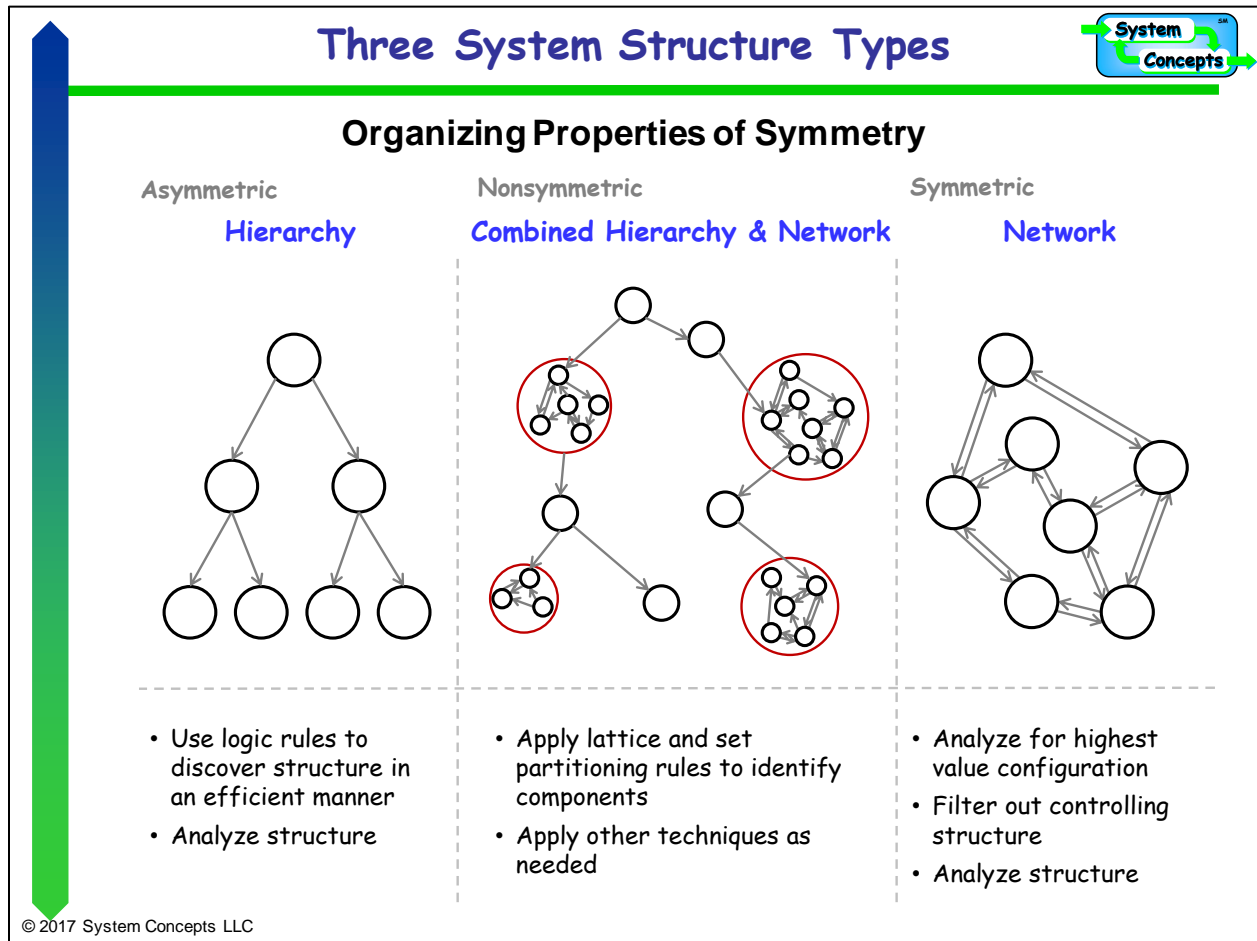 Three System Structure Types
System
SM
Concepts
Organizing Properties of Symmetry
Asymmetric
Hierarchy
Nonsymmetric
Combined Hierarchy & Network
Symmetric
Network
• Use logic rules to
discover structure in
an efficient manner
• Analyze structure
• Apply lattice and set
partitioning rules to identify
components
• Apply other techniques as
needed
• Analyze for highest
value configuration
• Filter out controlling
structure
• Analyze structure
© 2017 System Concepts LLC